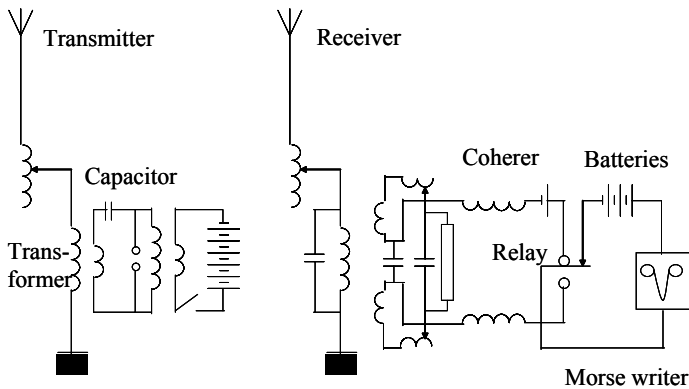 Transmitter
Receiver
Capacitor
Coherer
Batteries
Trans-
former
Relay
Morse writer